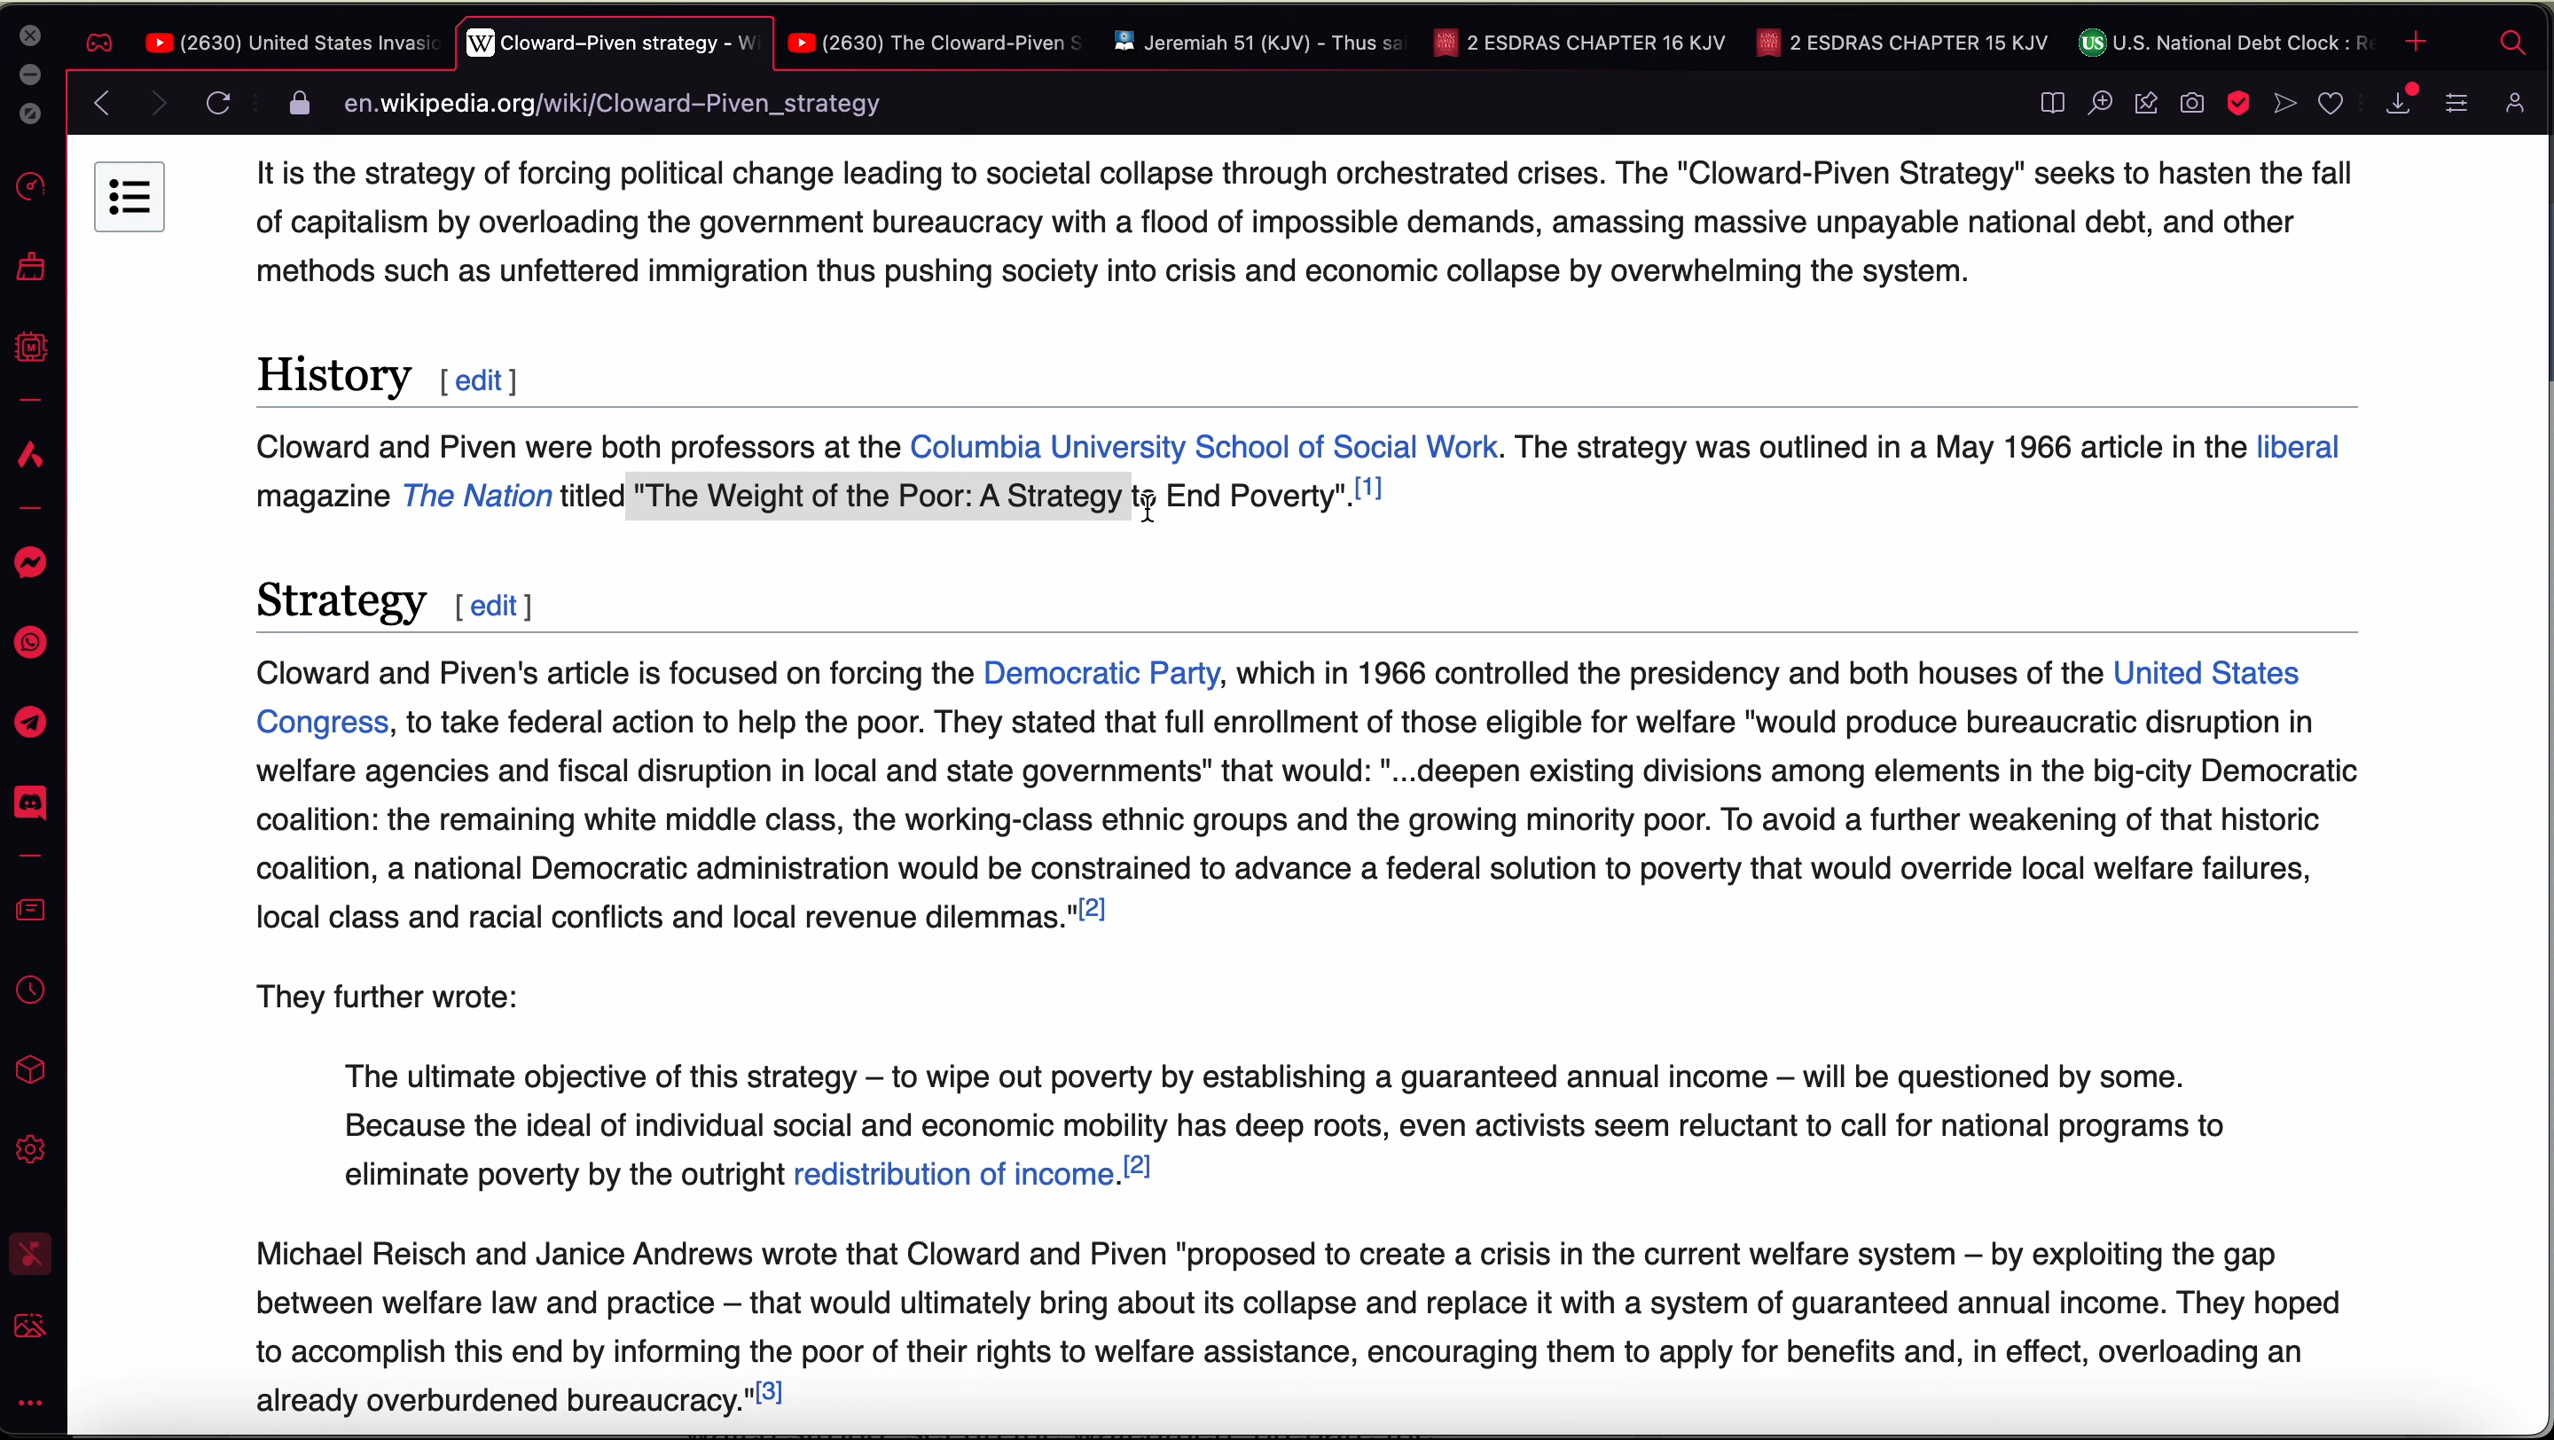 (2630) United States Invasic
Cloward–Piven strategy - Wi
(2630) The Cloward-Piven S
Jeremiah 51 (KJV) - Thus sai
2 ESDRAS CHAPTER 16 KJV
2 ESDRAS CHAPTER 15 KJV
US U.S. National Debt Clock : Re
en.wikipedia.org/wiki/Cloward–Piven_strategy
It is the strategy of forcing political change leading to societal collapse through orchestrated crises. The "Cloward-Piven Strategy" seeks to hasten the fall
of capitalism by overloading the government bureaucracy with a flood of impossible demands, amassing massive unpayable national debt, and other
methods such as unfettered immigration thus pushing society into crisis and economic collapse by overwhelming the system.
History [ edit ]
Cloward and Piven were both professors at the Columbia University School of Social Work. The strategy was outlined in a May 1966 article in the liberal
magazine The Nation titled "The Weight of the Poor: A Strategy to End Poverty".[1]
Strategy [ edit ]
Cloward and Piven's article is focused on forcing the Democratic Party, which in 1966 controlled the presidency and both houses of the United States
Congress, to take federal action to help the poor. They stated that full enrollment of those eligible for welfare "would produce bureaucratic disruption in
welfare agencies and fiscal disruption in local and state governments" that would: "...deepen existing divisions among elements in the big-city Democratic
coalition: the remaining white middle class, the working-class ethnic groups and the growing minority poor. To avoid a further weakening of that historic
coalition, a national Democratic administration would be constrained to advance a federal solution to poverty that would override local welfare failures,
local class and racial conflicts and local revenue dilemmas."[2]
They further wrote:
The ultimate objective of this strategy – to wipe out poverty by establishing a guaranteed annual income – will be questioned by some.
Because the ideal of individual social and economic mobility has deep roots, even activists seem reluctant to call for national programs to
eliminate poverty by the outright redistribution of income.[2]
Michael Reisch and Janice Andrews wrote that Cloward and Piven "proposed to create a crisis in the current welfare system – by exploiting the gap
between welfare law and practice – that would ultimately bring about its collapse and replace it with a system of guaranteed annual income. They hoped
to accomplish this end by informing the poor of their rights to welfare assistance, encouraging them to apply for benefits and, in effect, overloading an
already overburdened bureaucracy."[3]